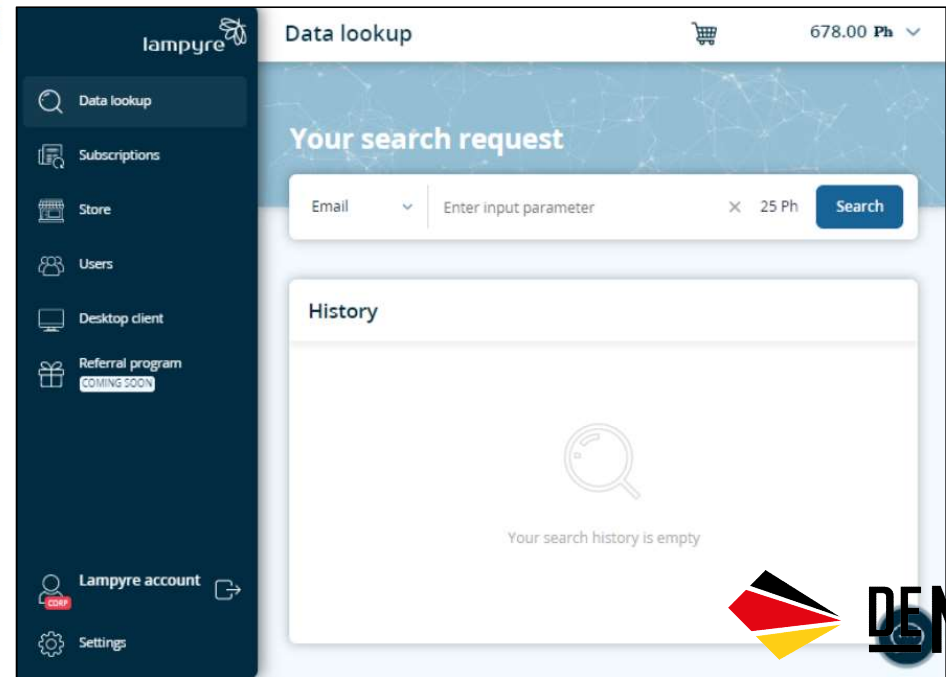 lampyre
Data lookup
678.00 Ph
Data lookup
Subscriptions
Store
Users
Desktop client
Referral program
COMING SOON
Lampyre account
CORP
Settings
Your search request
Email
Enter input parameter
25 Ph
Search
History
Your search history is empty